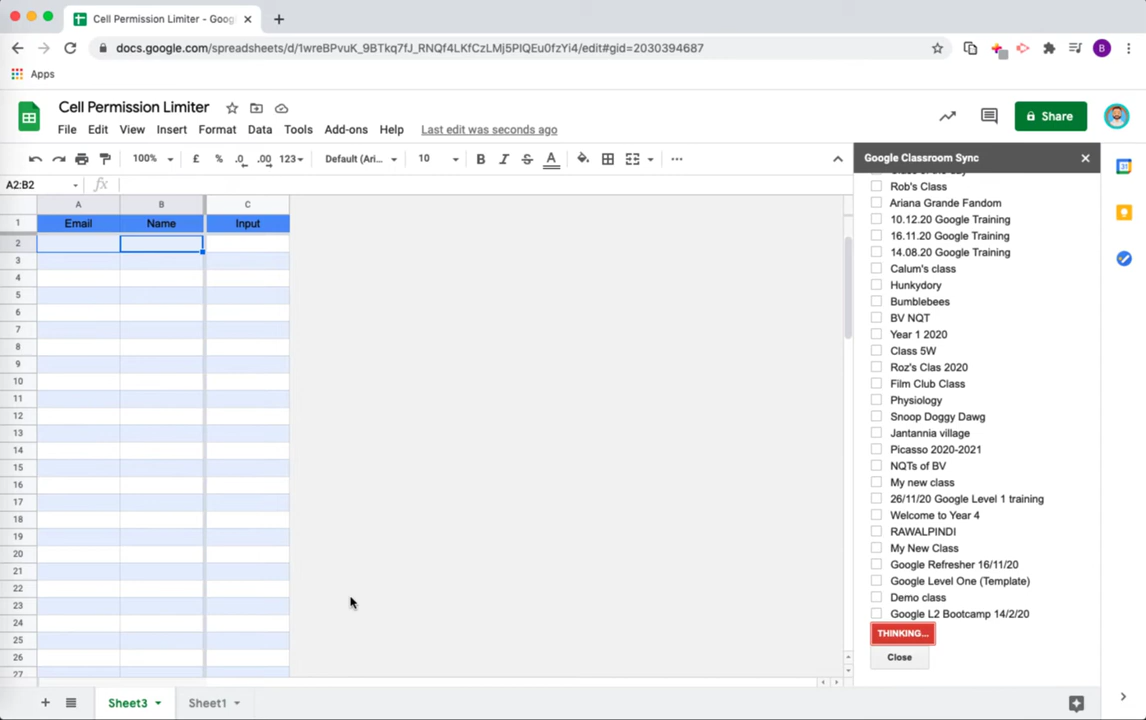 Cell Permission Limiter - Goog
docs.google.com/spreadsheets/d/1wreBPvuK_9BTkq7fJ_RNQf4LKfCzLMj5PIQEu0fzYi4/edit#gid=2030394687
B
Apps
Cell Permission Limiter
File Edit View Insert Format Data Tools Add-ons Help Last edit was seconds ago
Share
100% £ % .0 .00 123 Default (Ari... 10 B I S A
Google Classroom Sync
A2:B2 fx
A B C
1 Email Name Input
2
3
4
5
6
7
8
9
10
11
12
13
14
15
16
17
18
19
20
21
22
23
24
25
26
27
Rob's Class
Ariana Grande Fandom
10.12.20 Google Training
16.11.20 Google Training
14.08.20 Google Training
Calum's class
Hunkydory
Bumblebees
BV NQT
Year 1 2020
Class 5W
Roz's Clas 2020
Film Club Class
Physiology
Snoop Doggy Dawg
Jantannia village
Picasso 2020-2021
NQTs of BV
My new class
26/11/20 Google Level 1 training
Welcome to Year 4
RAWALPINDI
My New Class
Google Refresher 16/11/20
Google Level One (Template)
Demo class
Google L2 Bootcamp 14/2/20
THINKING...
Close
31
Sheet3 Sheet1